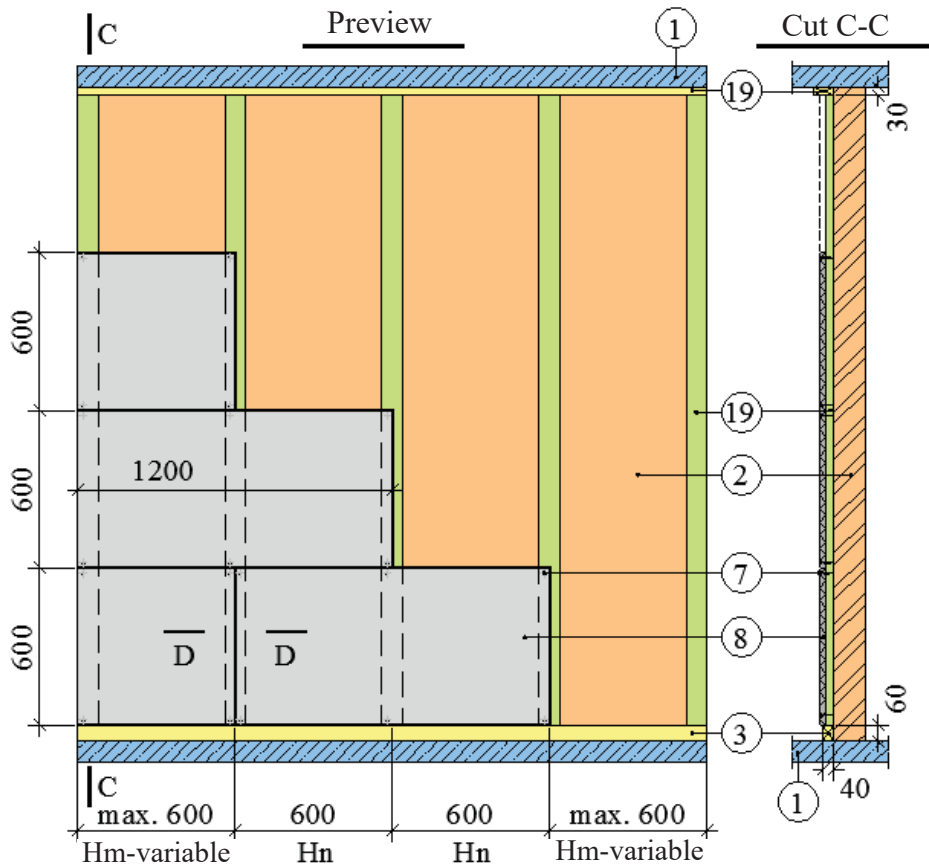 C
Preview
1
Cut C-C
19
30
600
600
1200
19
2
600
7
D
D
8
60
3
C
1
40
max. 600
600
600
max. 600
Hm-variable
Hn
Hn
Hm-variable